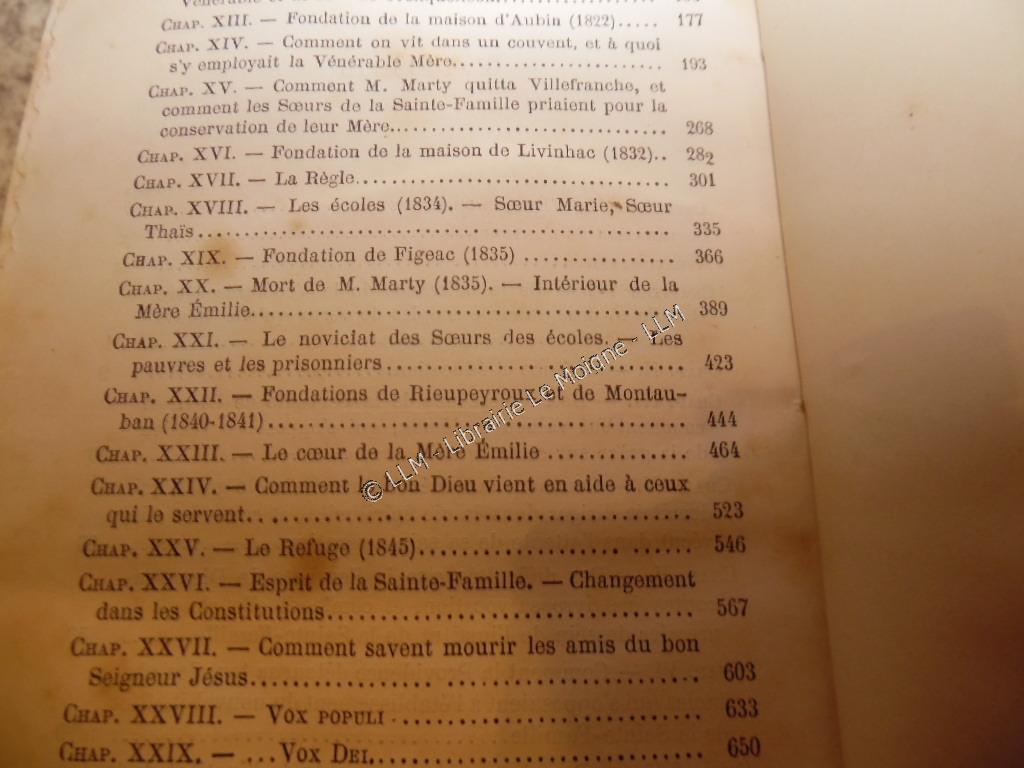 CHAP. XIII. — Fondation de la maison d'Aubin (1822)..... 177
CHAP. XIV. — Comment on vit dans un couvent, et à quoi
s'y employait la Vénérable Mère........................ 193
CHAP. XV. — Comment M. Marty quitta Villefranche, et
comment les Sœurs de la Sainte-Famille priaient pour la
conservation de leur Mère.............................. 268
CHAP. XVI. — Fondation de la maison de Livinhac (1832).. 282
CHAP. XVII. — La Règle................................. 301
CHAP. XVIII. — Les écoles (1834). — Sœur Marie, Sœur
Thaïs.................................................. 335
CHAP. XIX. — Fondation de Figeac (1835) ............... 366
CHAP. XX. — Mort de M. Marty (1835). — Intérieur de la
Mère Émilie............................................ 389
CHAP. XXI. — Le noviciat des Sœurs des écoles. — Les
pauvres et les prisonniers............................. 423
CHAP. XXII. — Fondations de Rieupeyroux et de Montau-
ban (1840-1841)........................................ 444
CHAP. XXIII. — Le cœur de la Mère Émilie .............. 464
CHAP. XXIV. — Comment le bon Dieu vient en aide à ceux
qui le servent......................................... 523
CHAP. XXV. — Le Refuge (1845).......................... 546
CHAP. XXVI. — Esprit de la Sainte-Famille. — Changement
dans les Constitutions................................. 567
CHAP. XXVII. — Comment savent mourir les amis du bon
Seigneur Jésus......................................... 603
CHAP. XXVIII. — VOX POPULI ............................ 633
CHAP. XXIX. — ...VOX DEI............................... 650
© LLM - Librairie Le Moigne - LLM